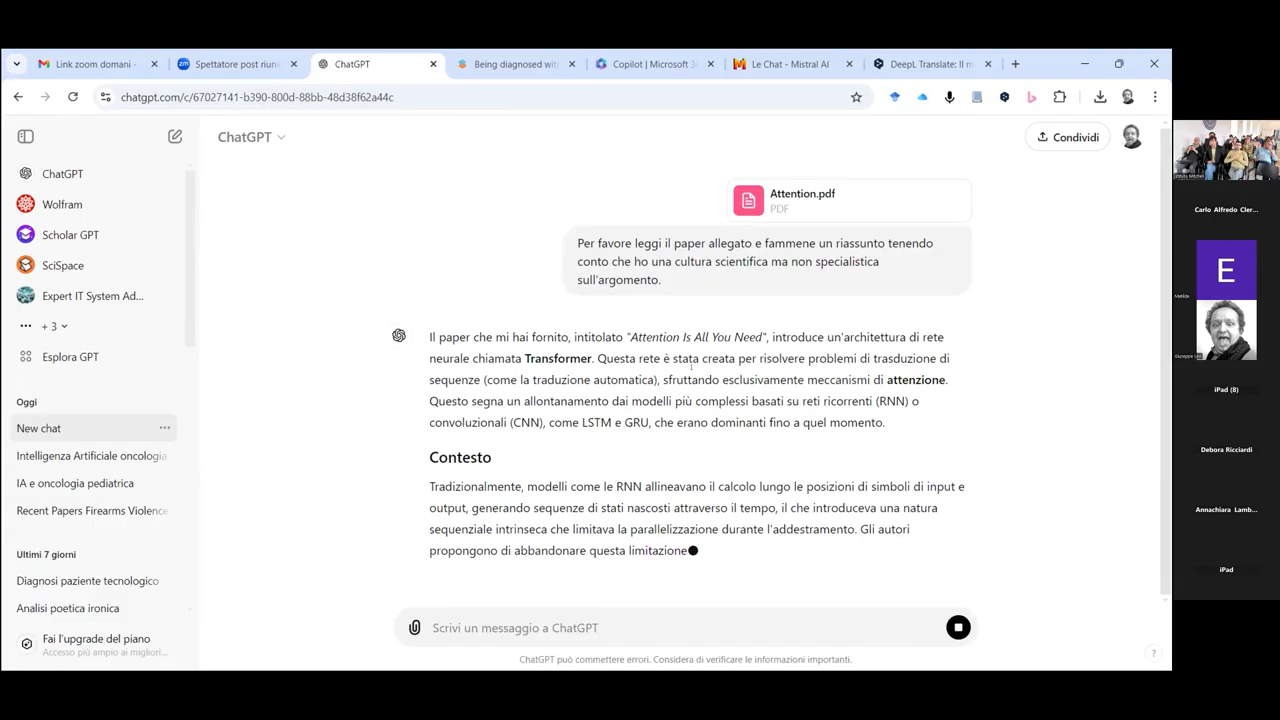 Link zoom domani -
Spettatore post riuni
ChatGPT
Being diagnosed with
Copilot | Microsoft 3
Le Chat - Mistral AI
DeepL Translate: Il m
chatgpt.com/c/67027141-b390-800d-88bb-48d38f62a44c
ChatGPT
Condividi
ChatGPT
Wolfram
Scholar GPT
SciSpace
Expert IT System Ad...
+ 3
Esplora GPT
Oggi
New chat
Intelligenza Artificiale oncologia
IA e oncologia pediatrica
Recent Papers Firearms Violence
Ultimi 7 giorni
Diagnosi paziente tecnologico
Analisi poetica ironica
Fai l'upgrade del piano
Accesso più ampio ai migliori...
Attention.pdf
PDF
Per favore leggi il paper allegato e fammene un riassunto tenendo
conto che ho una cultura scientifica ma non specialistica
sull'argomento.
Il paper che mi hai fornito, intitolato "Attention Is All You Need", introduce un'architettura di rete
neurale chiamata Transformer. Questa rete è stata creata per risolvere problemi di trasduzione di
sequenze (come la traduzione automatica), sfruttando esclusivamente meccanismi di attenzione.
Questo segna un allontanamento dai modelli più complessi basati su reti ricorrenti (RNN) o
convoluzionali (CNN), come LSTM e GRU, che erano dominanti fino a quel momento.
Contesto
Tradizionalmente, modelli come le RNN allineavano il calcolo lungo le posizioni di simboli di input e
output, generando sequenze di stati nascosti attraverso il tempo, il che introduceva una natura
sequenziale intrinseca che limitava la parallelizzazione durante l'addestramento. Gli autori
propongono di abbandonare questa limitazione
Scrivi un messaggio a ChatGPT
ChatGPT può commettere errori. Considera di verificare le informazioni importanti.
?
Carlo Alfredo Cler...
E
Matilde
iPad (8)
Debora Ricciardi
Annachiara Lamb...
iPad